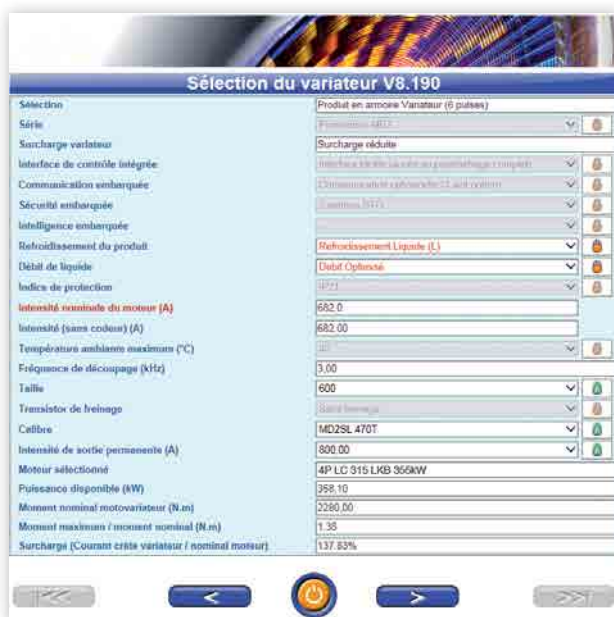 Sélection du variateur V8.190
Sélection Produit en armoire Variateur (6 pulses)
Série
Surcharge variateur Surcharge réduite
Interface de contrôle intégrée
Communication embarquée
Sécurité embarquée
Intelligence embarquée
Refroidissement du produit Refroidissement Liquide (L)
Débit de liquide Débit Optimisé
Indice de protection
Intensité nominale du moteur (A) 682.0
Intensité (sans codeur) (A) 682.00
Température ambiante maximum (°C) 40
Fréquence de découpage (kHz) 3,00
Taille 600
Transistor de freinage Sans freinage
Calibre MD2SL 470T
Intensité de sortie permanente (A) 800.00
Moteur sélectionné 4P LC 315 LKB 355kW
Puissance disponible (kW) 358,10
Moment nominal motovariateur (N.m) 2280,00
Moment maximum / moment nominal (N.m) 1.35
Surcharge (Courant crête variateur / nominal moteur) 137.83%
<<
<
>
>>